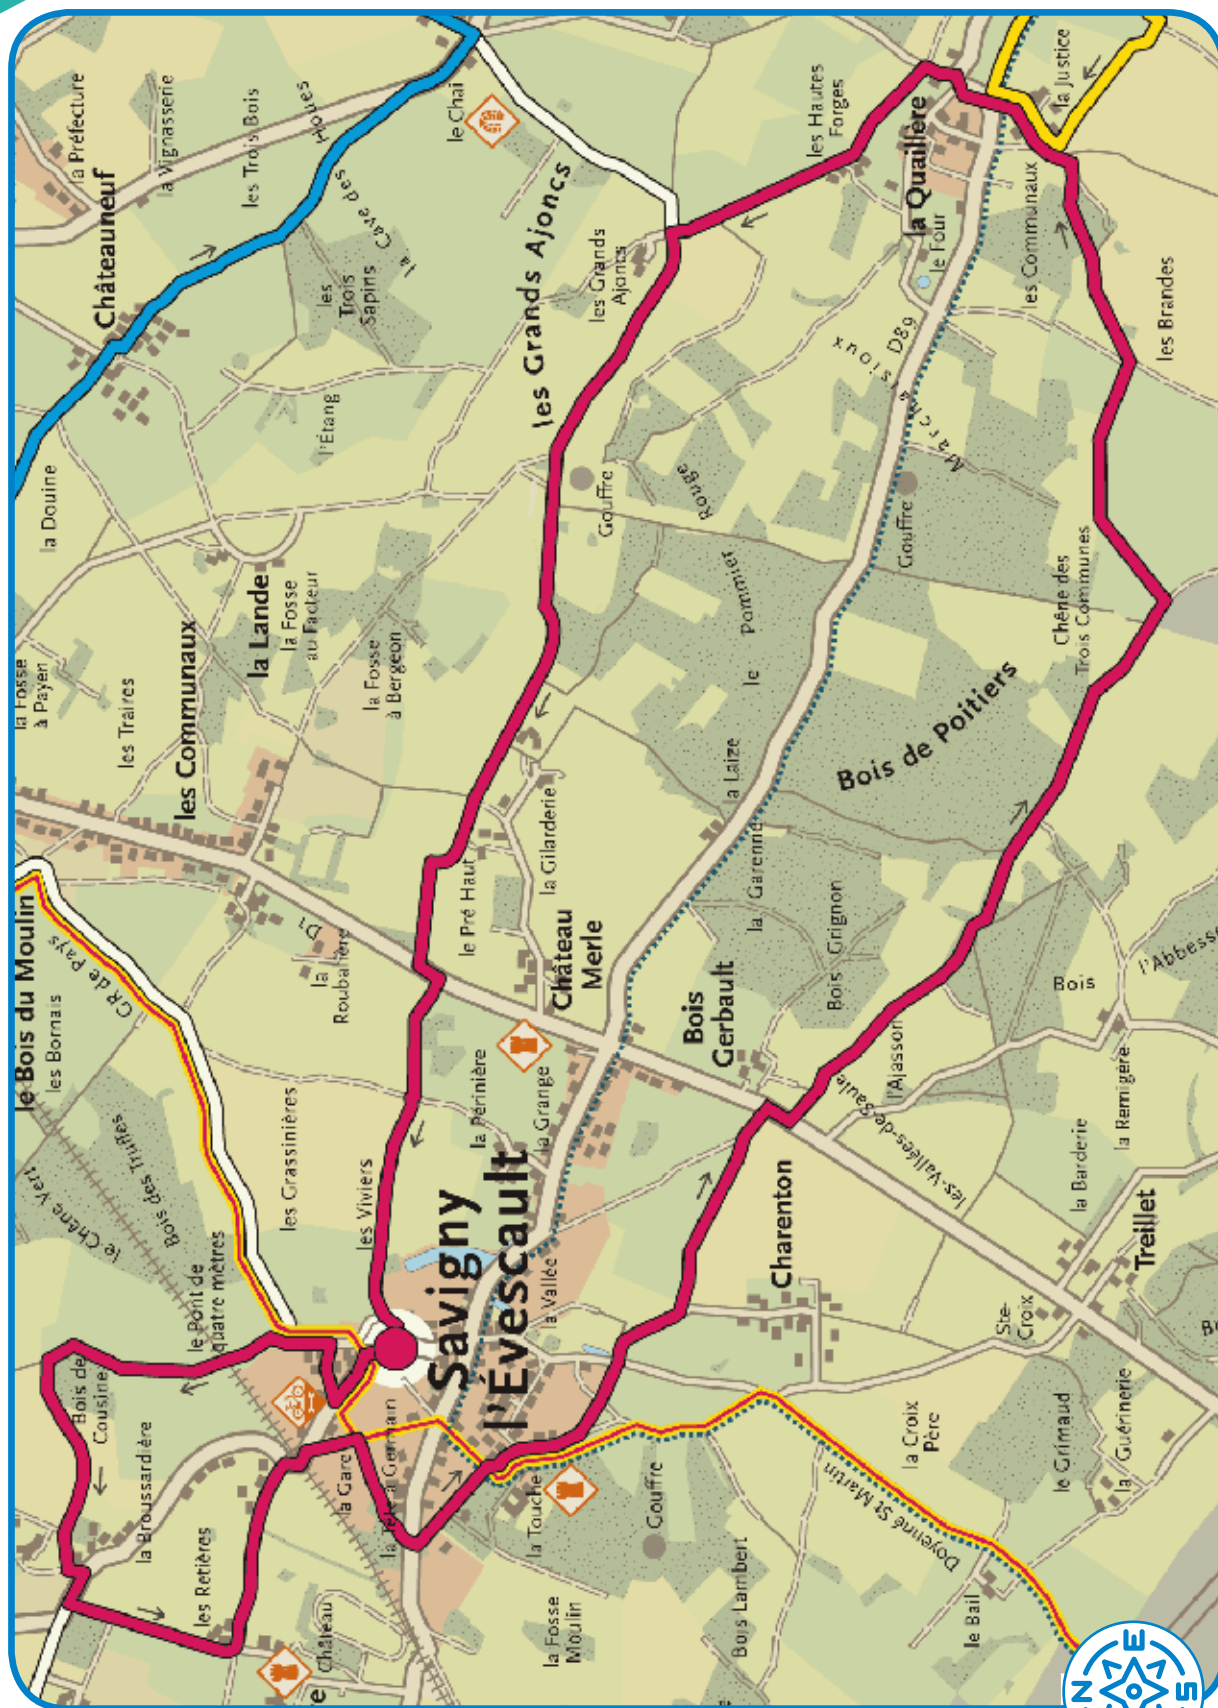 la Préfecture
la Vignasserie
Châteauneuf
les Trois Bois
la Cave des
Houes
les
Trois
Sapins
le Chai
les Hautes
Forges
la Justice
la Quaillère
le Four
les Communaux
les Brandes
les Grands Ajoncs
les Grands
Ajoncs
l'Étang
la Douine
la Lande
la Fosse
au Facteur
la Fosse
à Bergeon
la Fosse
à Payen
les Traires
les Communaux
Gouffre
Rouge
le Pommier
D89
Marchais
Gouffre
Chêne des
Trois Communes
Bois de Poitiers
la Laize
la Garenne
Bois Grignon
la Gilarderie
le Pré Haut
Château
Merle
Bois
Gerbault
D1
la
Roubalière
le Bois du Moulin
GR de Pays
les Bornais
Bois des Truffes
le Chêne Vert
les Grassinières
les Viviers
la Périnière
la Grange
Savigny
l'Évescault
la Vallée
le Pont de
quatre mètres
Bois de
Cousine
la Broussardière
les Retières
la Gare
la Touche
la Fosse
Moulin
Gouffre
Bois Lambert
Château
Charenton
les-Vallées-de-Saule
l'Ajasson
Bois
l'Abbesse
la Remigère
la Barderie
Treillet
Ste-
Croix
la Croix
Père
le Grimaud
la Guérinerie
Doyenné St Martin
le Bail
N
E
S
O